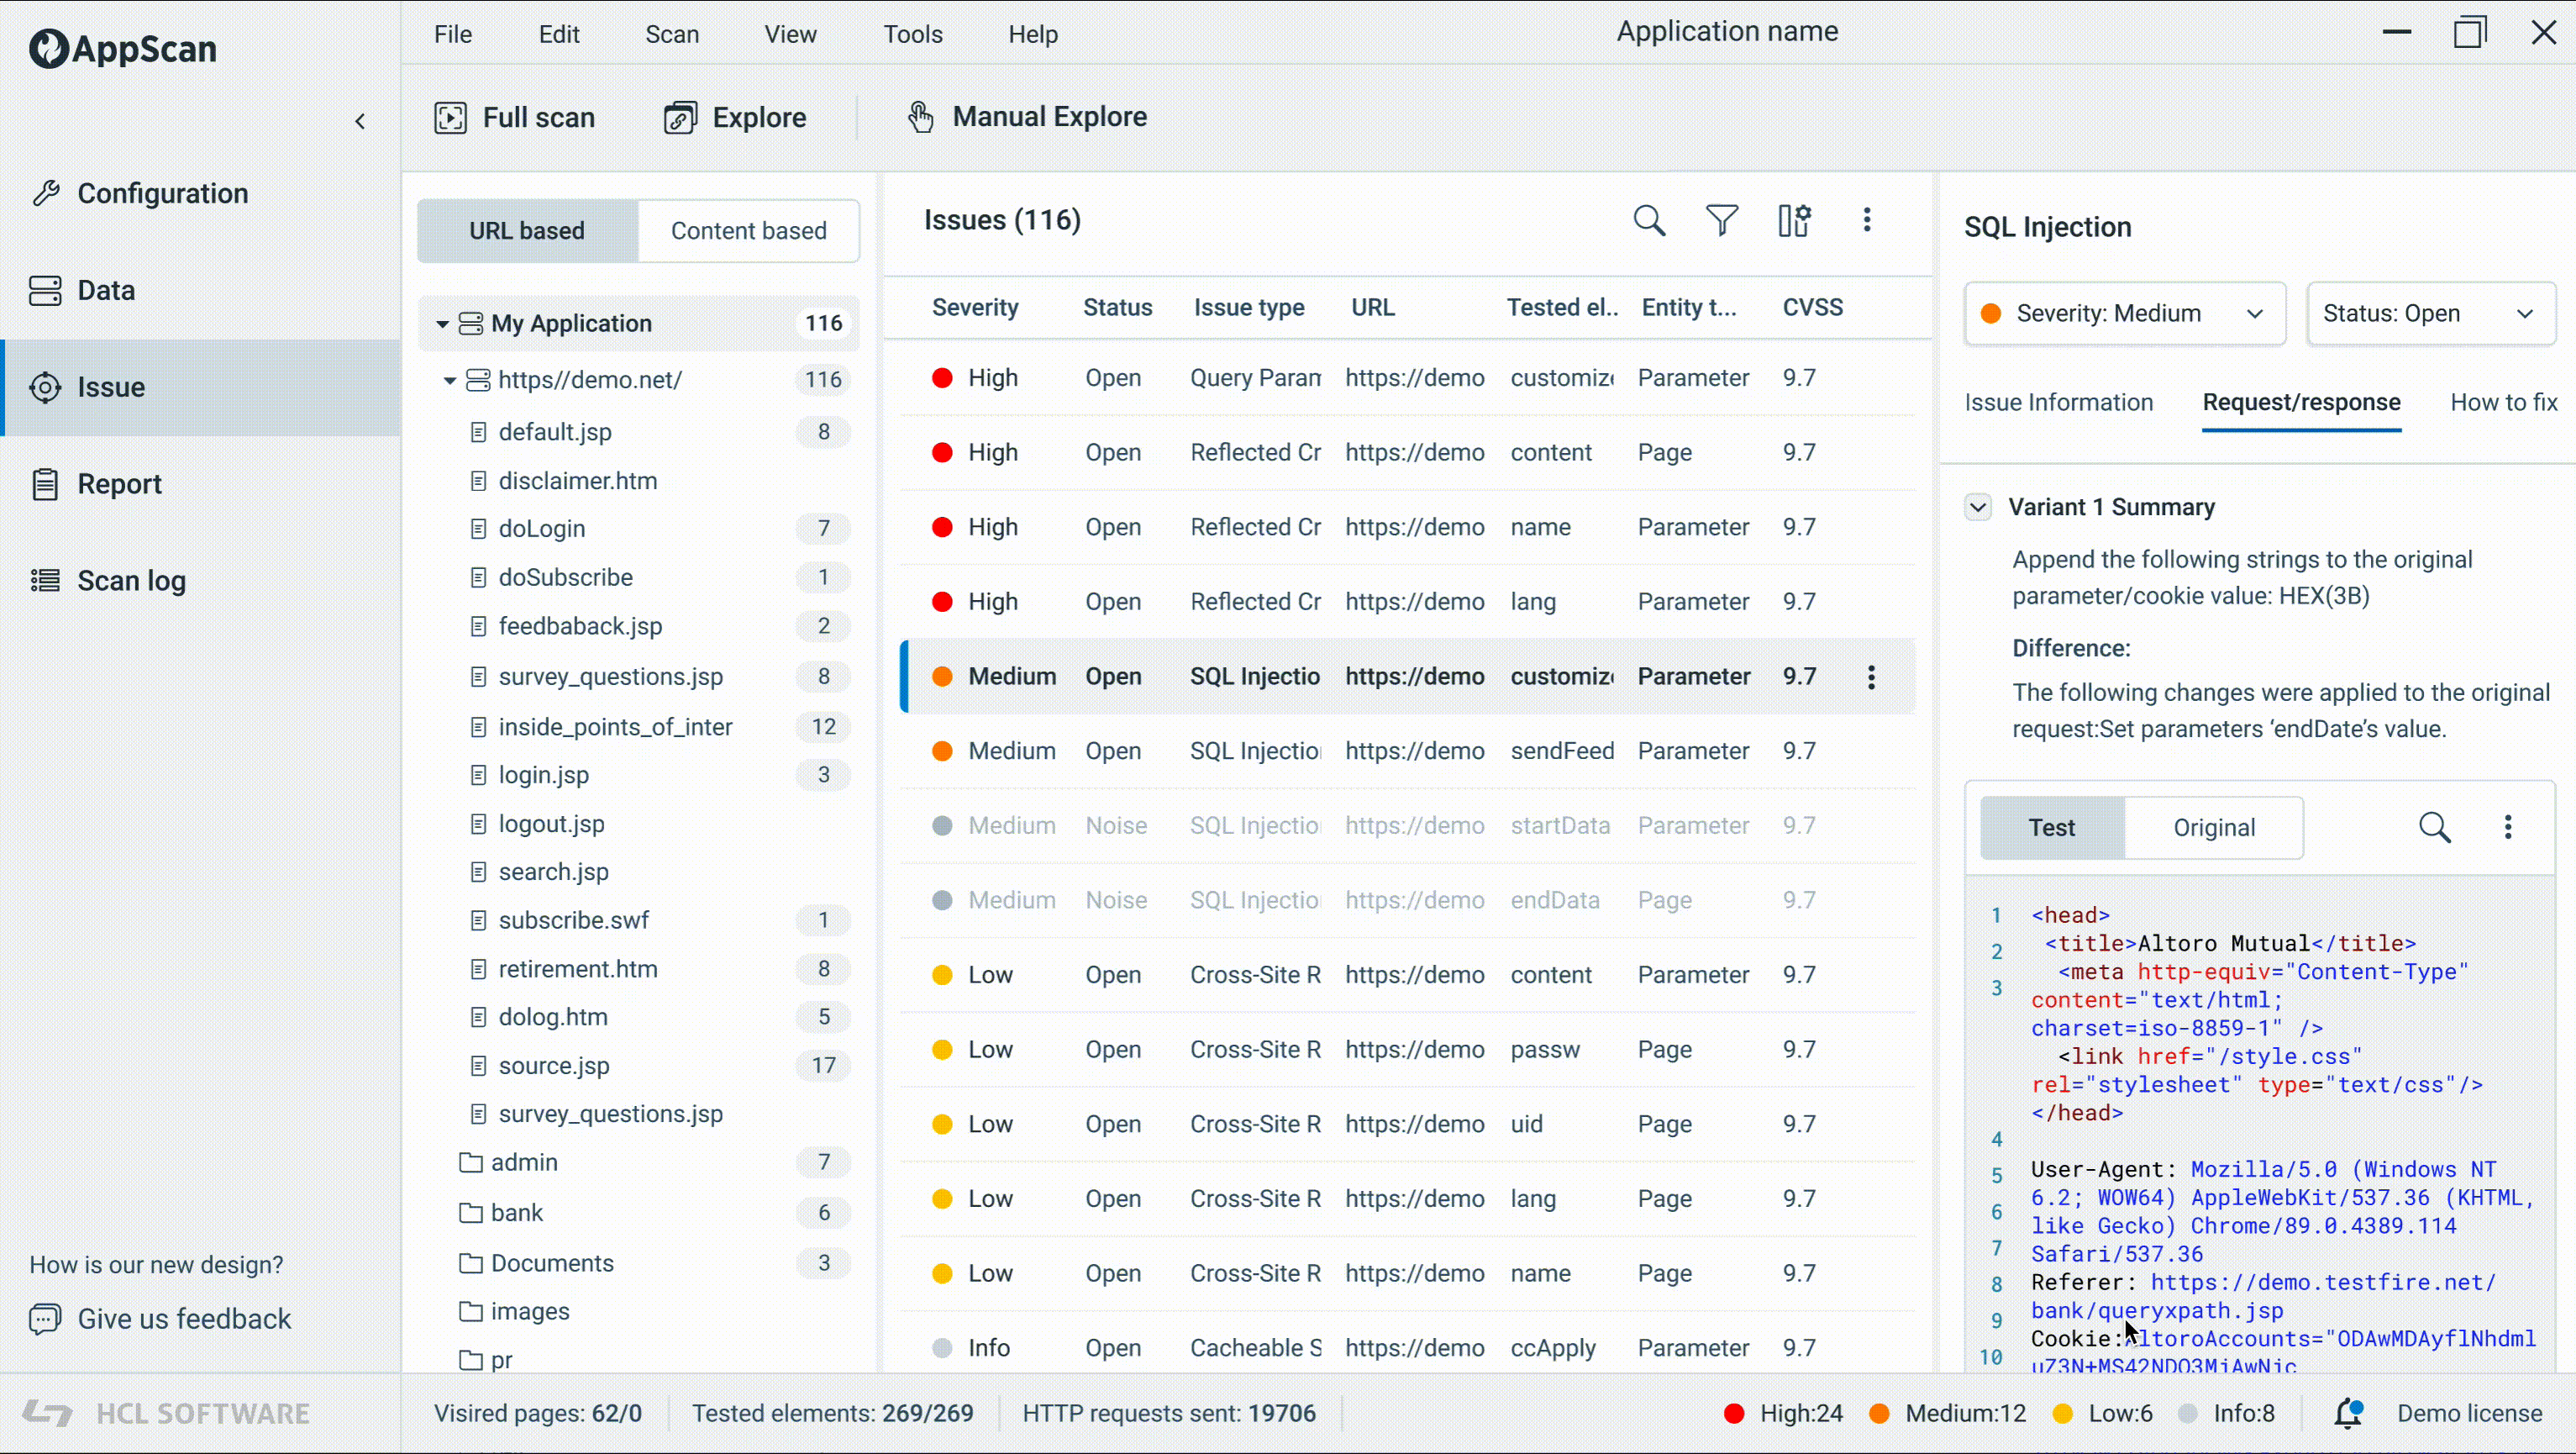 AppScan
File Edit Scan View Tools Help
Application name
Full scan Explore Manual Explore
Configuration
Data
Issue
Report
Scan log
How is our new design?
Give us feedback
HCL SOFTWARE
URL based Content based
My Application 116
https//demo.net/ 116
default.jsp 8
disclaimer.htm
doLogin 7
doSubscribe 1
feedbaback.jsp 2
survey_questions.jsp 8
inside_points_of_inter 12
login.jsp 3
logout.jsp
search.jsp
subscribe.swf 1
retirement.htm 8
dolog.htm 5
source.jsp 17
survey_questions.jsp
admin 7
bank 6
Documents 3
images
pr
Issues (116)
Severity Status Issue type URL Tested el.. Entity t... CVSS
High Open Query Param https://demo customize Parameter 9.7
High Open Reflected Cr https://demo content Page 9.7
High Open Reflected Cr https://demo name Parameter 9.7
High Open Reflected Cr https://demo lang Parameter 9.7
Medium Open SQL Injectio https://demo customize Parameter 9.7
Medium Open SQL Injection https://demo sendFeed Parameter 9.7
Medium Noise SQL Injection https://demo startData Parameter 9.7
Medium Noise SQL Injection https://demo endData Page 9.7
Low Open Cross-Site R https://demo content Parameter 9.7
Low Open Cross-Site R https://demo passw Page 9.7
Low Open Cross-Site R https://demo uid Page 9.7
Low Open Cross-Site R https://demo lang Page 9.7
Low Open Cross-Site R https://demo name Page 9.7
Info Open Cacheable S https://demo ccApply Parameter 9.7
SQL Injection
Severity: Medium Status: Open
Issue Information Request/response How to fix
Variant 1 Summary
Append the following strings to the original
parameter/cookie value: HEX(3B)
Difference:
The following changes were applied to the original
request:Set parameters ‘endDate’s value.
Test Original
1 <head>
2 <title>Altoro Mutual</title>
<meta http-equiv="Content-Type"
3 content="text/html;
charset=iso-8859-1" />
<link href="/style.css"
rel="stylesheet" type="text/css"/>
</head>
4
5 User-Agent: Mozilla/5.0 (Windows NT
6 6.2; WOW64) AppleWebKit/537.36 (KHTML,
like Gecko) Chrome/89.0.4389.114
7 Safari/537.36
8 Referer: https://demo.testfire.net/
9 bank/queryxpath.jsp
Cookie: ltoroAccounts="ODAwMDAyflNhdml
10 uZ3N+MS42NDQ3MjAwNjc
Visired pages: 62/0 Tested elements: 269/269 HTTP requests sent: 19706
High:24 Medium:12 Low:6 Info:8 Demo license